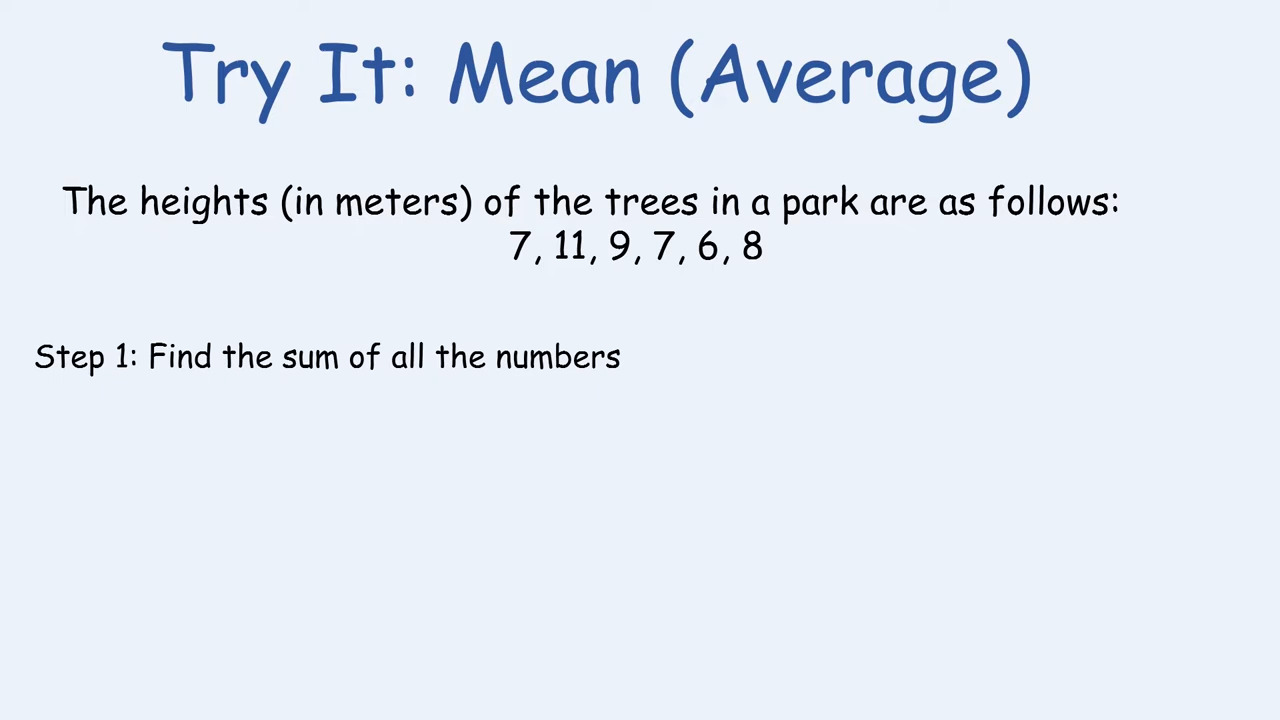 Try It: Mean (Average)
The heights (in meters) of the trees in a park are as follows:
7, 11, 9, 7, 6, 8
Step 1: Find the sum of all the numbers